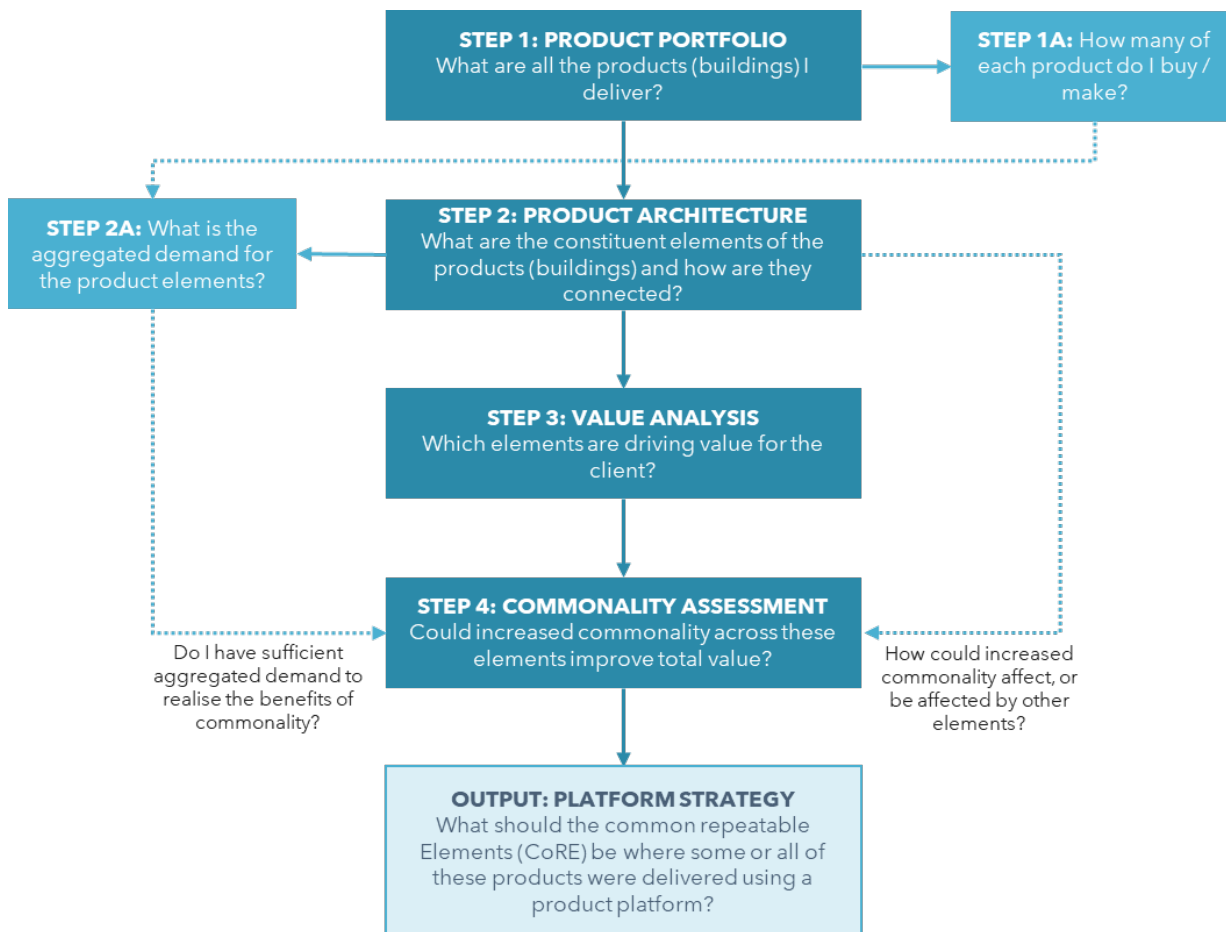 STEP 1: PRODUCT PORTFOLIO
What are all the products (buildings) I
deliver?
STEP 1A: How many of
each product do I buy /
make?
STEP 2A: What is the
aggregated demand for
the product elements?
STEP 2: PRODUCT ARCHITECTURE
What are the constituent elements of the
products (buildings) and how are they
connected?
STEP 3: VALUE ANALYSIS
Which elements are driving value for the
client?
STEP 4: COMMONALITY ASSESSMENT
Could increased commonality across these
elements improve total value?
Do I have sufficient
aggregated demand to
realise the benefits of
commonality?
How could increased
commonality affect, or
be affected by other
elements?
OUTPUT: PLATFORM STRATEGY
What should the common repeatable
Elements (CoRE) be where some or all of
these products were delivered using a
product platform?